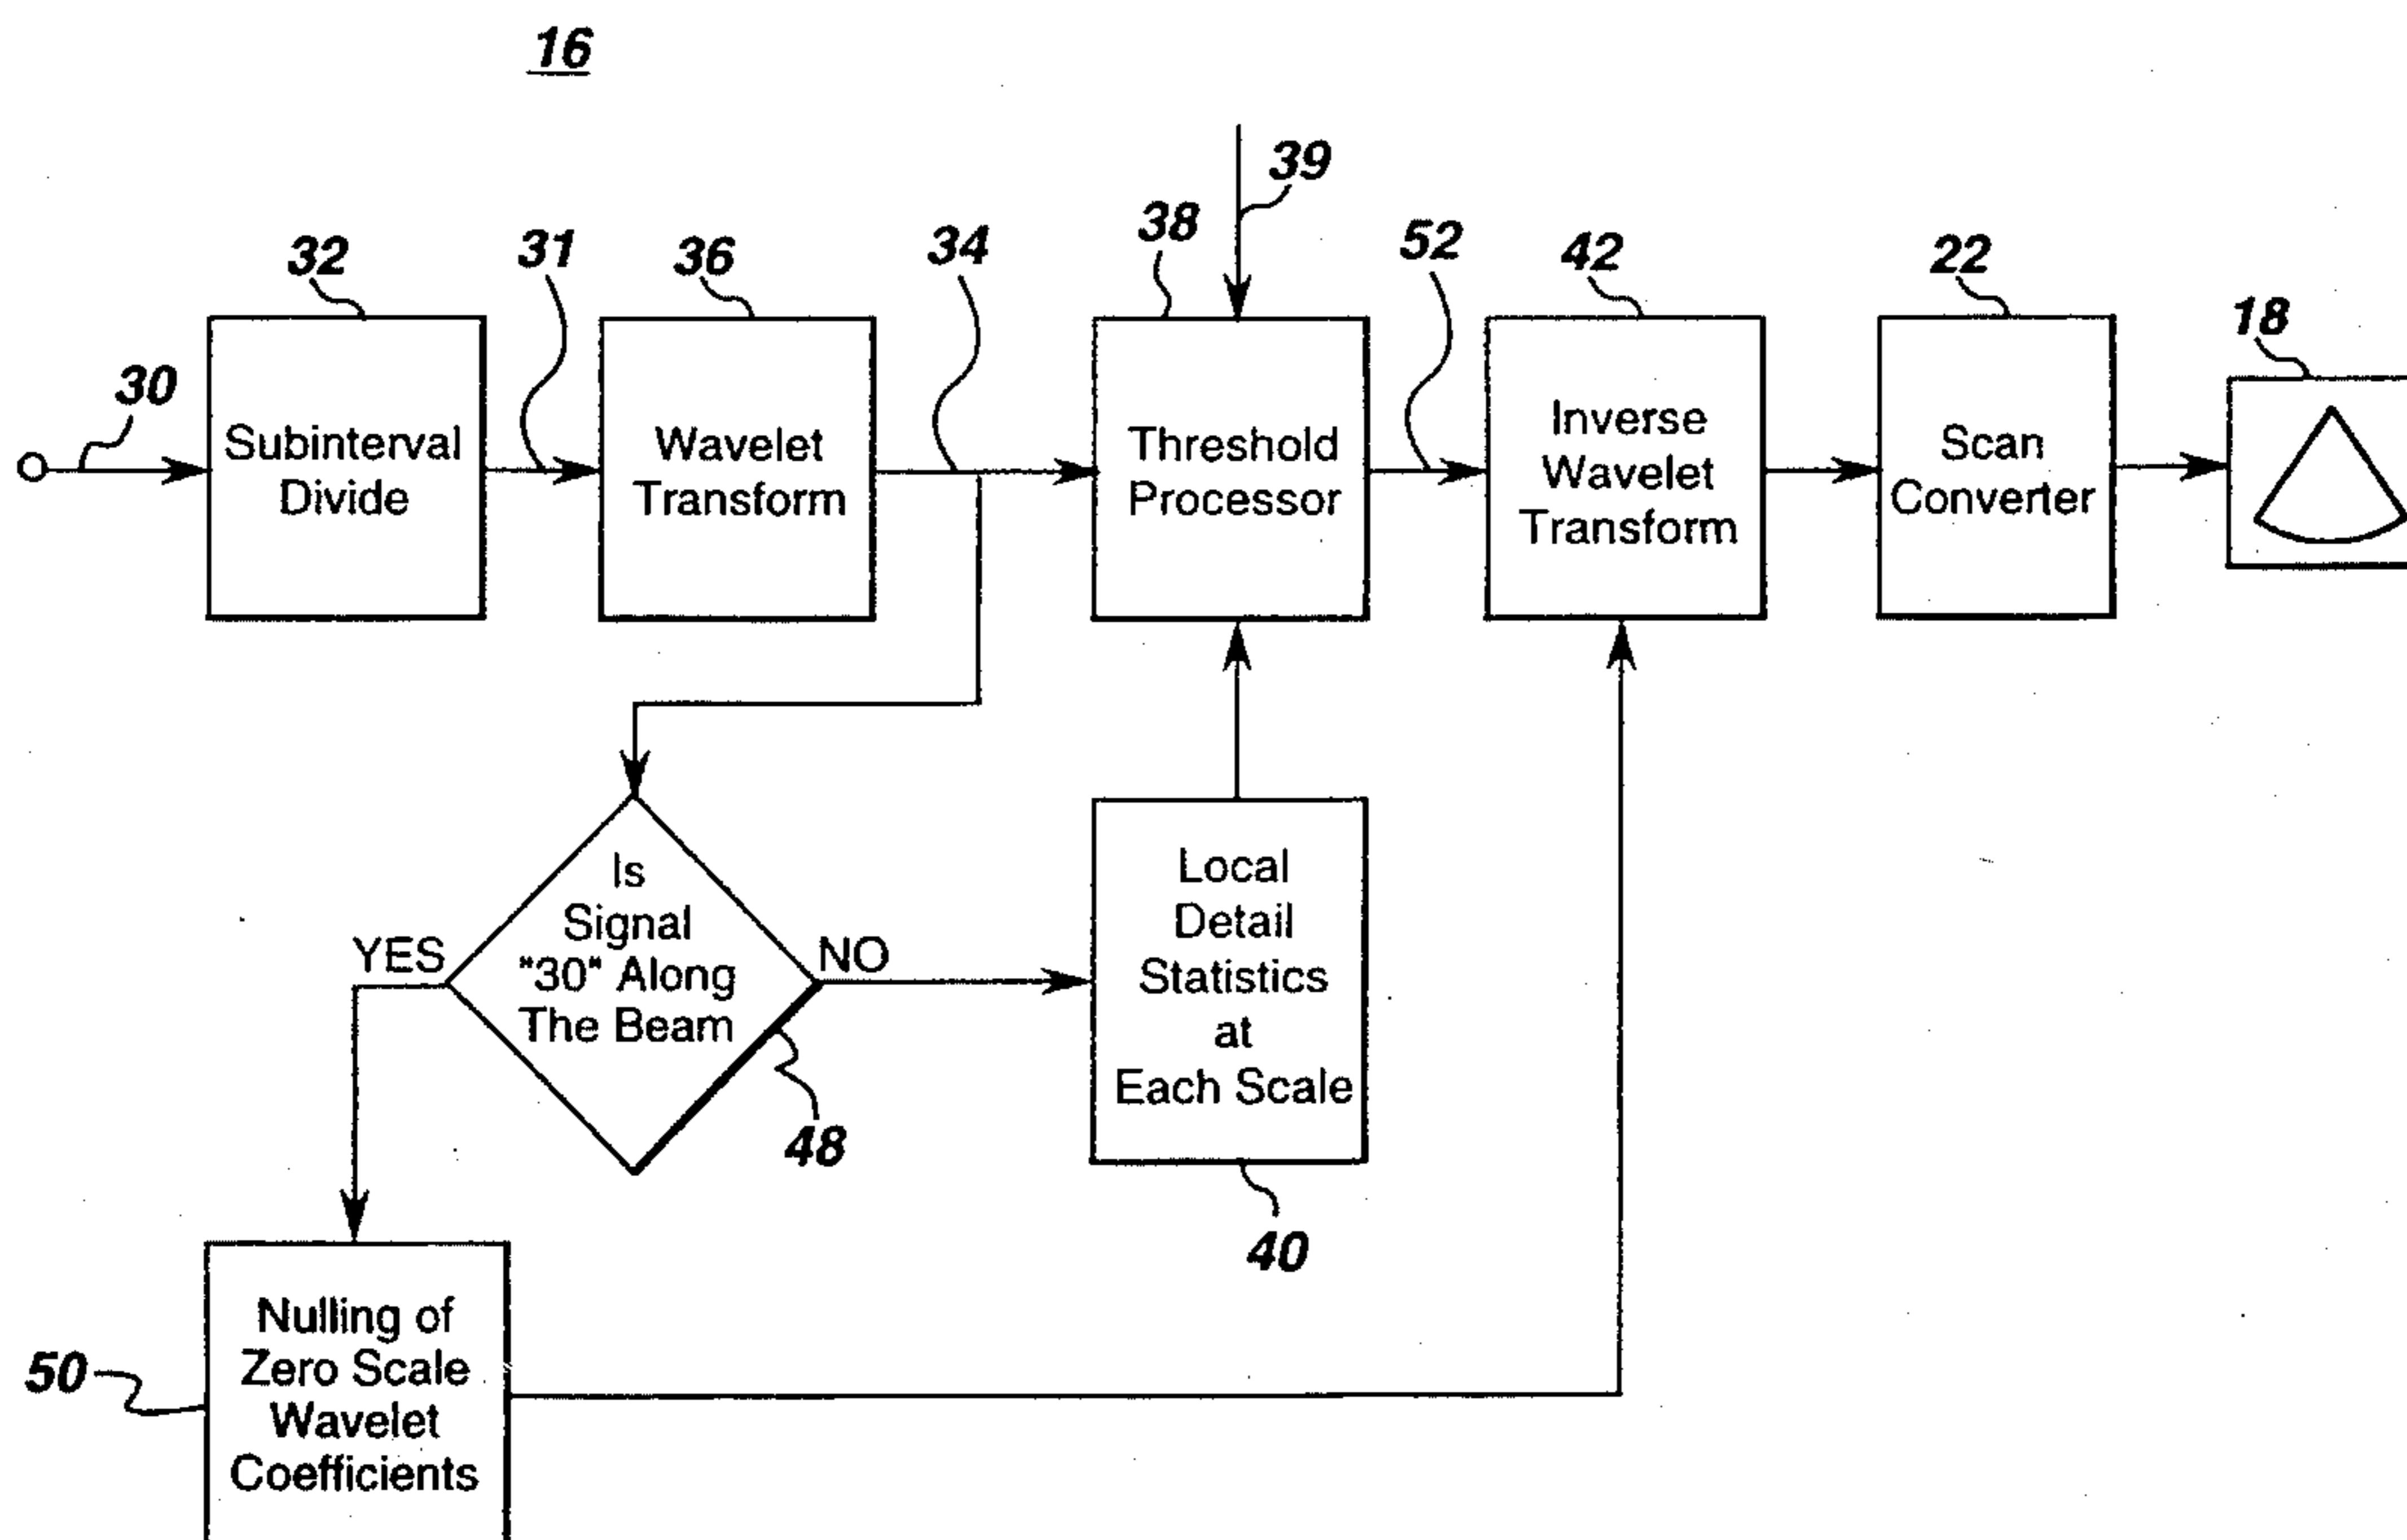 16
39
38
34
52
31
32
36
42
22
18
30
Subinterval
Divide
Wavelet
Transform
Threshold
Processor
Inverse
Wavelet
Transform
Scan
Converter
Is
Signal
"30" Along
The Beam
YES
NO
48
Local
Detail
Statistics
at
Each Scale
40
50
Nulling of
Zero Scale
Wavelet
Coefficients